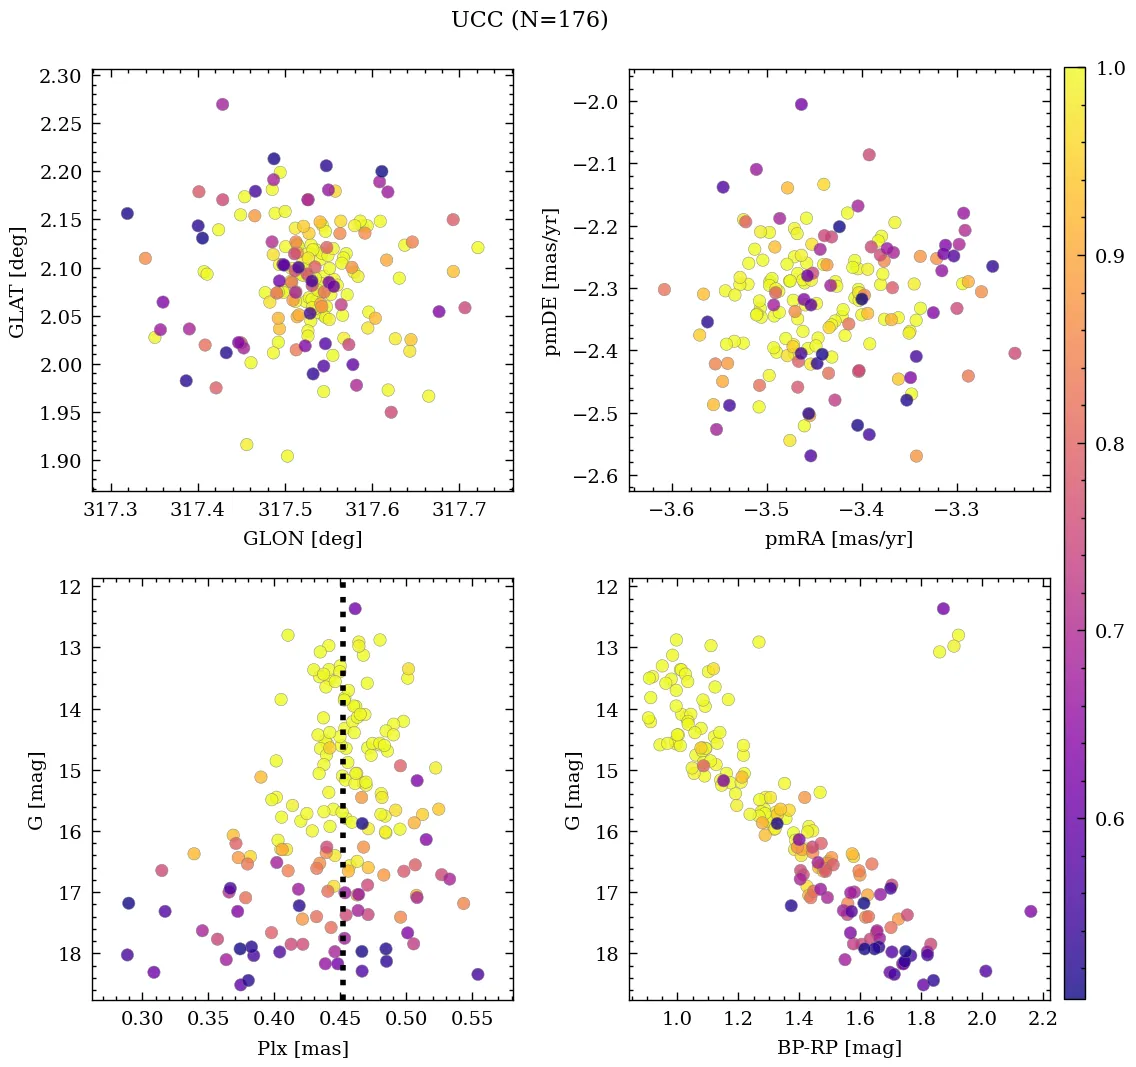 UCC (N=176)
2.30
2.25
2.20
2.15
2.10
2.05
2.00
1.95
1.90
GLAT [deg]
317.3 317.4 317.5 317.6 317.7
GLON [deg]
−2.0
−2.1
−2.2
−2.3
−2.4
−2.5
−2.6
pmDE [mas/yr]
−3.6 −3.5 −3.4 −3.3
pmRA [mas/yr]
12
13
14
15
16
17
18
G [mag]
0.30 0.35 0.40 0.45 0.50 0.55
Plx [mas]
12
13
14
15
16
17
18
G [mag]
1.0 1.2 1.4 1.6 1.8 2.0 2.2
BP-RP [mag]
1.0
0.9
0.8
0.7
0.6